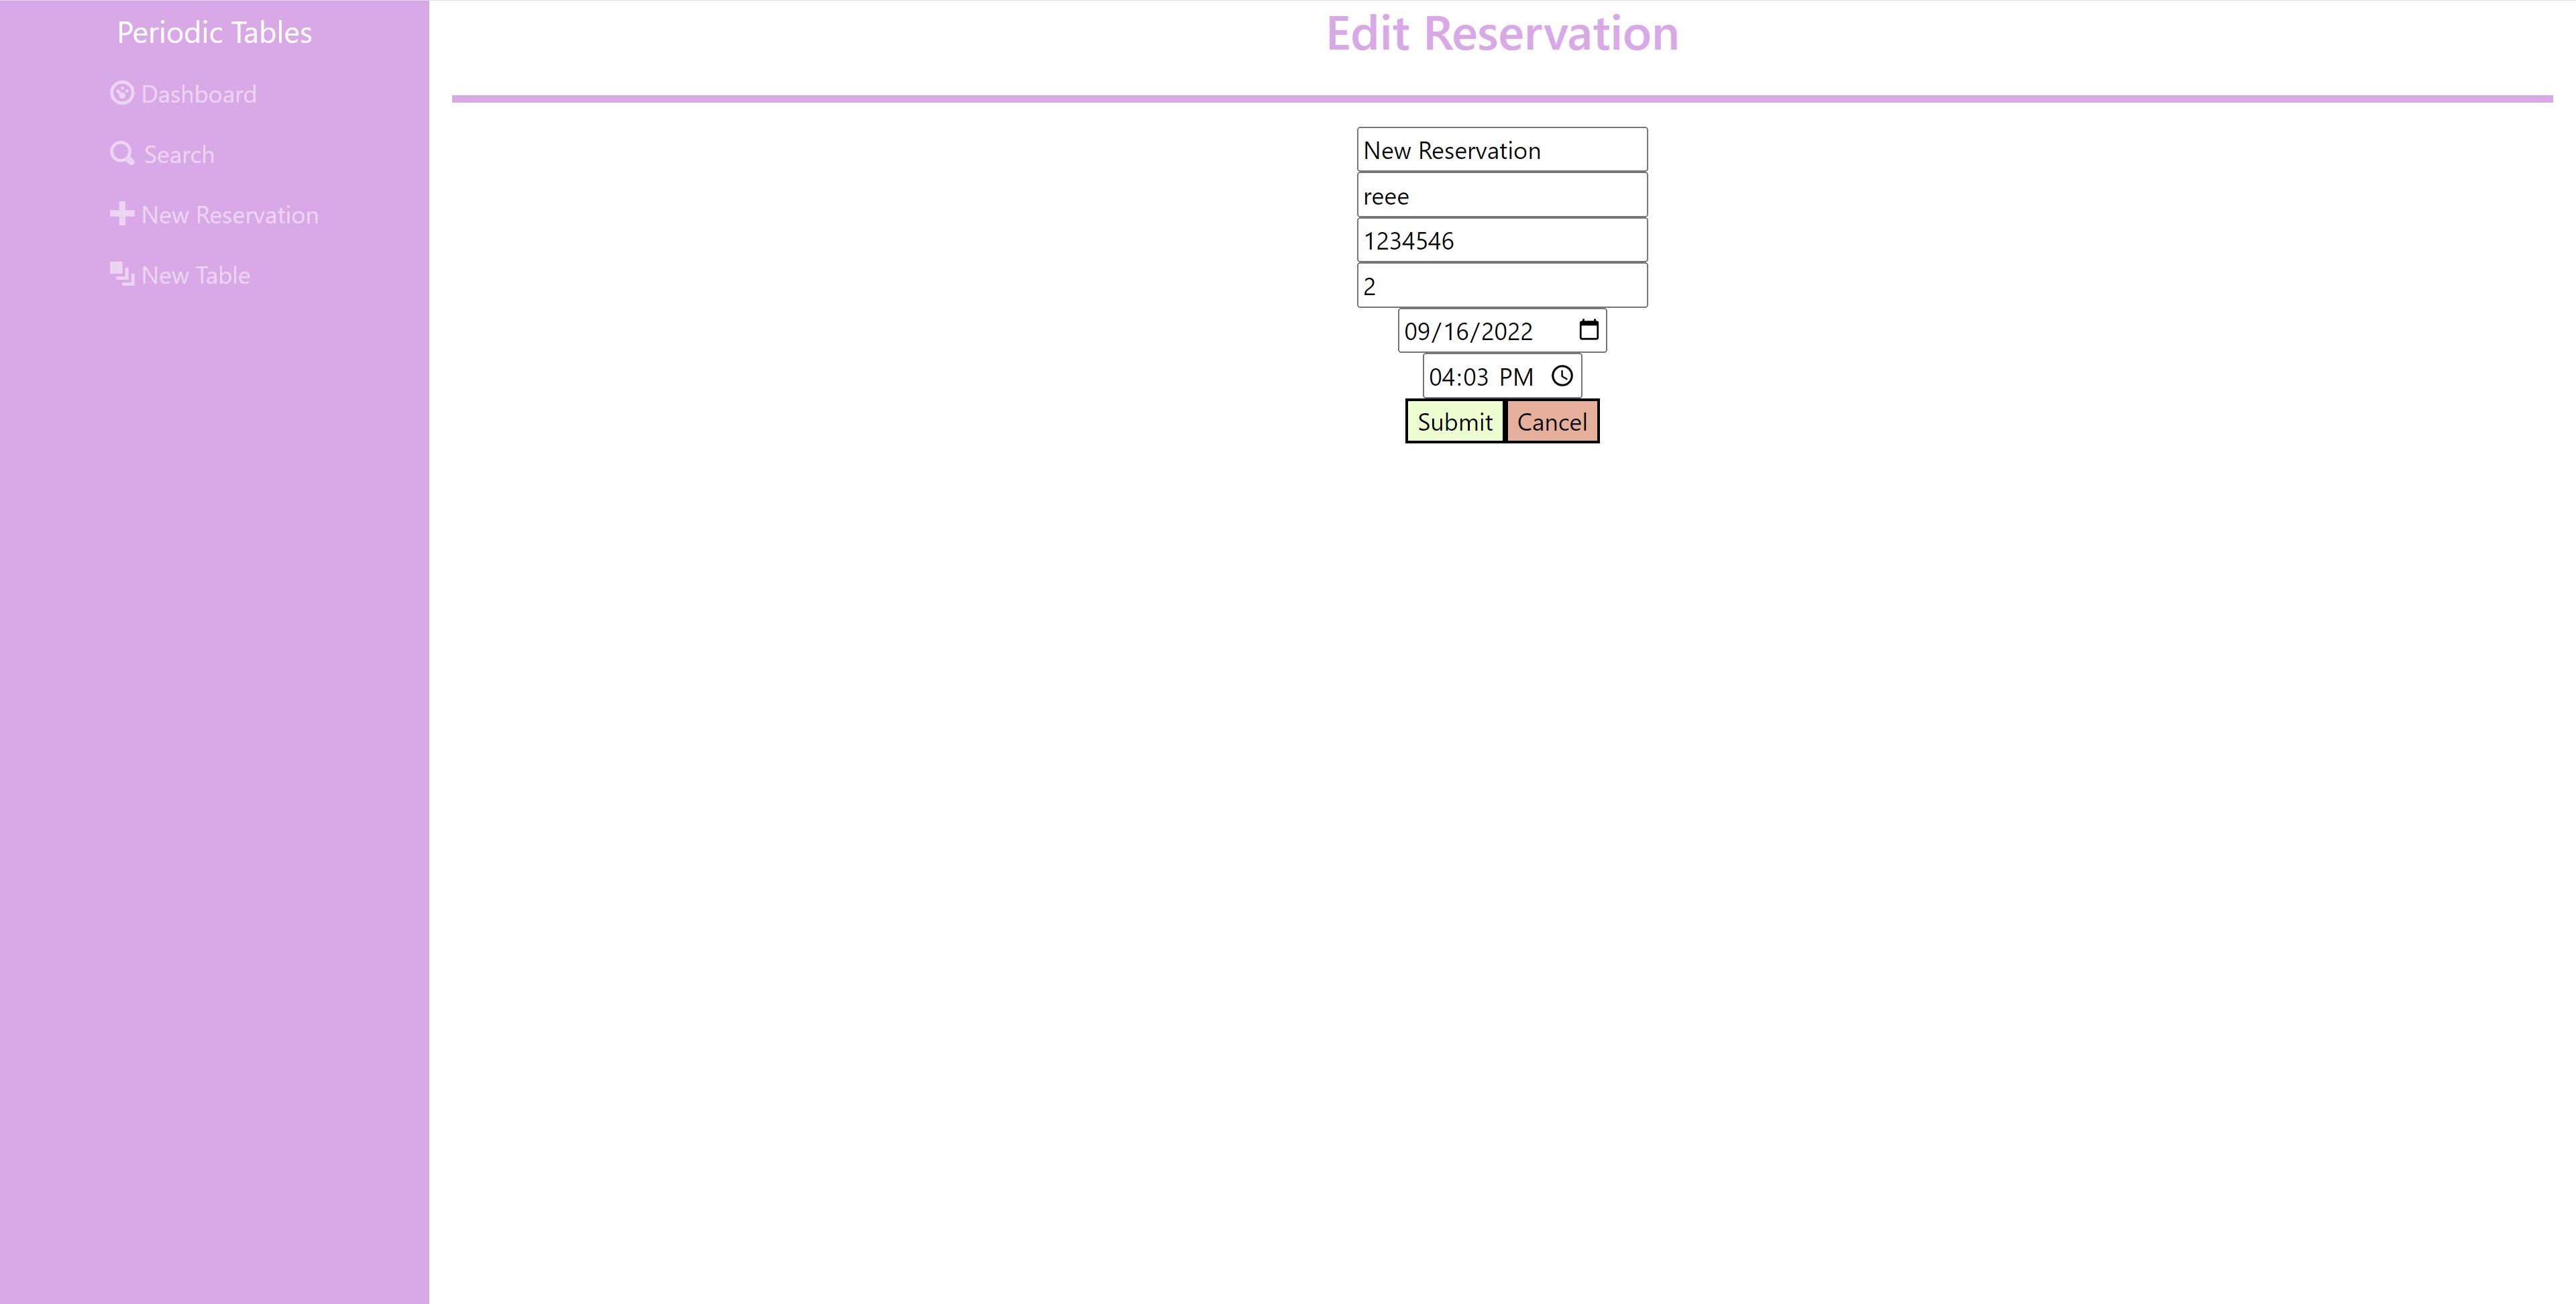 Periodic Tables
Dashboard
Search
New Reservation
New Table
Edit Reservation
New Reservation
reee
1234546
2
09/16/2022
04:03 PM
Submit Cancel